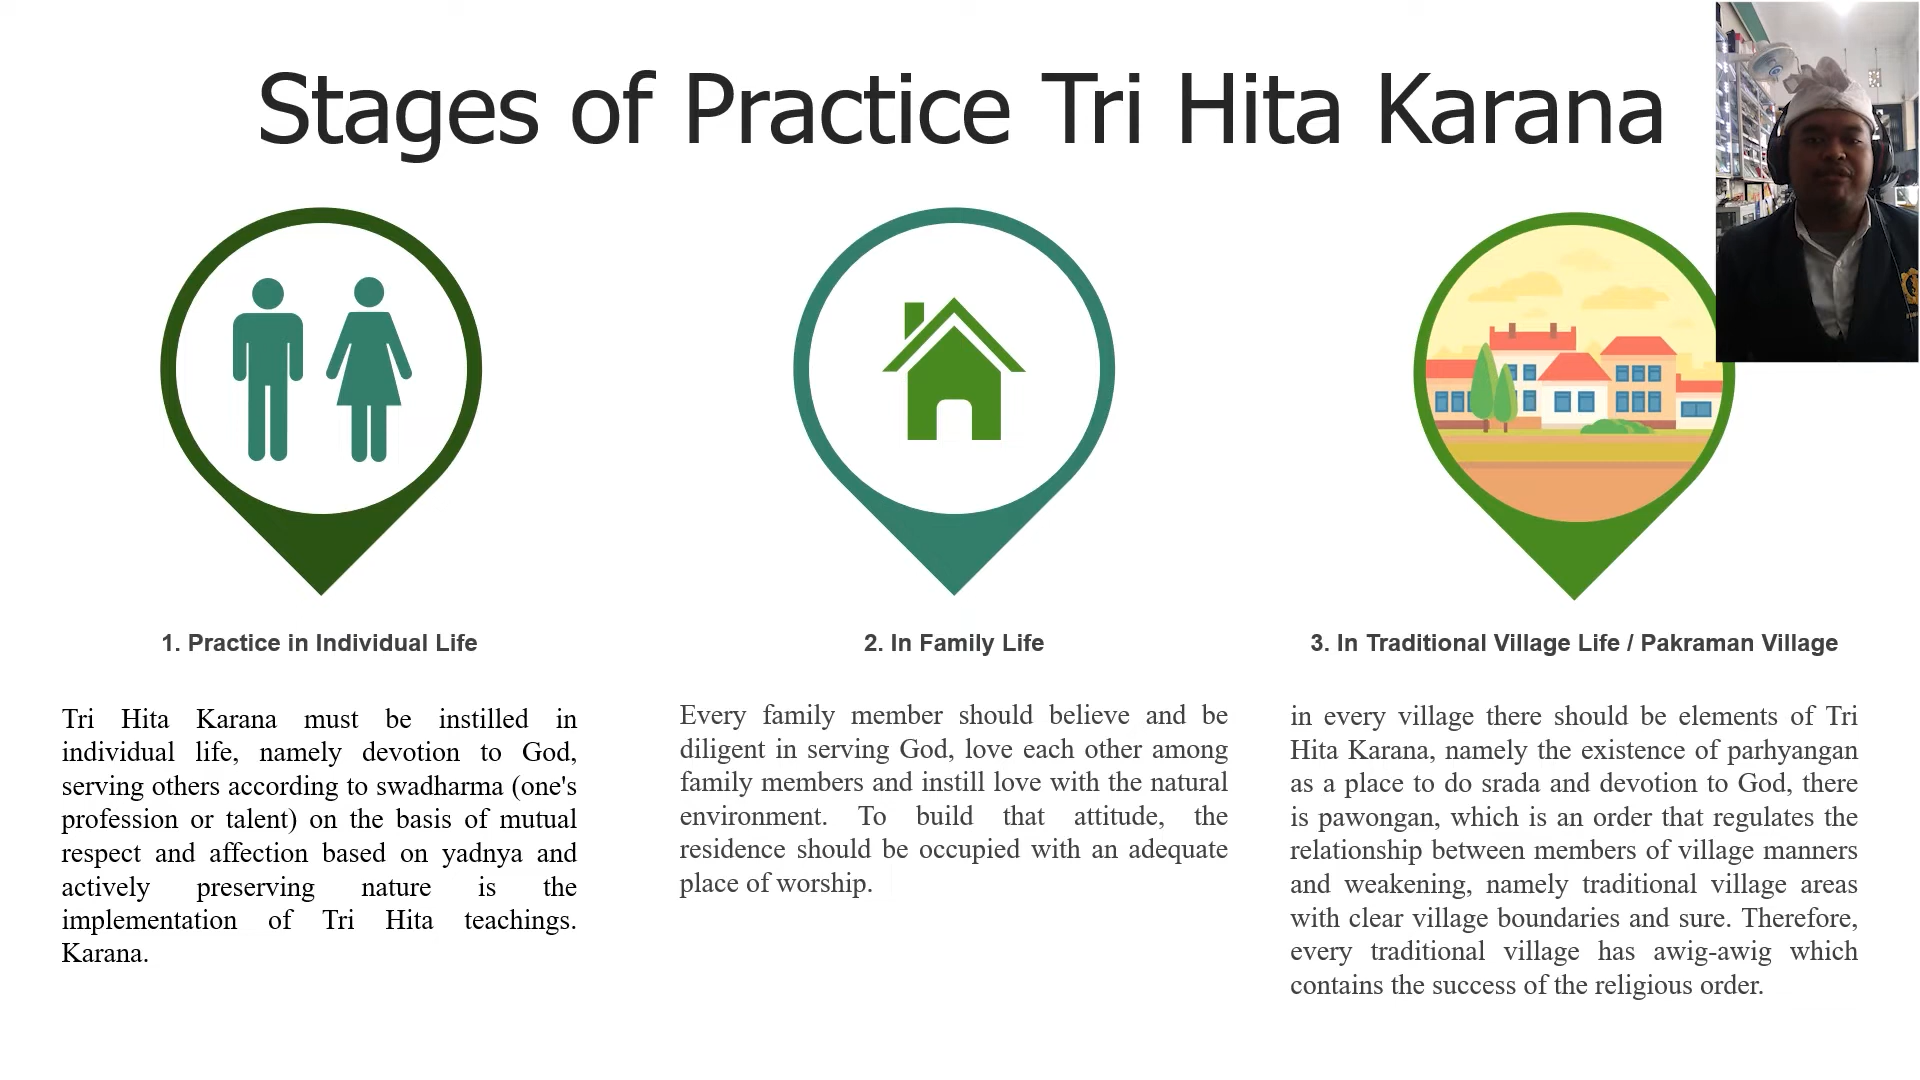 Stages of Practice Tri Hita Karana
1. Practice in Individual Life
Tri Hita Karana must be instilled in
individual life, namely devotion to God,
serving others according to swadharma (one's
profession or talent) on the basis of mutual
respect and affection based on yadnya and
actively preserving nature is the
implementation of Tri Hita teachings.
Karana.
2. In Family Life
Every family member should believe and be
diligent in serving God, love each other among
family members and instill love with the natural
environment. To build that attitude, the
residence should be occupied with an adequate
place of worship.
3. In Traditional Village Life / Pakraman Village
in every village there should be elements of Tri
Hita Karana, namely the existence of parhyangan
as a place to do srada and devotion to God, there
is pawongan, which is an order that regulates the
relationship between members of village manners
and weakening, namely traditional village areas
with clear village boundaries and sure. Therefore,
every traditional village has awig-awig which
contains the success of the religious order.